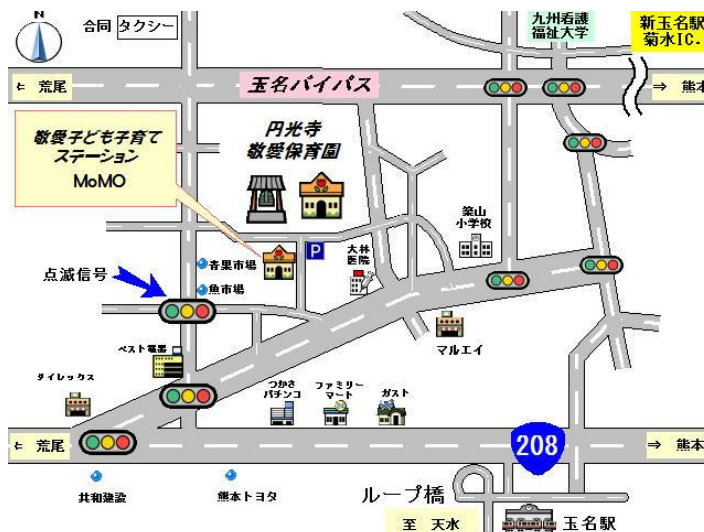 N
合同 タクシー
九州看護
福祉大学
新玉名駅
菊水IC.
⇐ 荒尾
玉名バイパス
⇒ 熊本
敬愛子ども子育て
ステーション
MoMO
円光寺
敬愛保育園
築山
小学校
P
大林
医院
青果市場
魚市場
点滅信号
マルエイ
ベスト電器
ダイレックス
つかさ
パチンコ
ファミリー
マート
ガスト
⇐ 荒尾
208
⇒ 熊本
共和建設
熊本トヨタ
ループ橋
玉名駅
至 天水